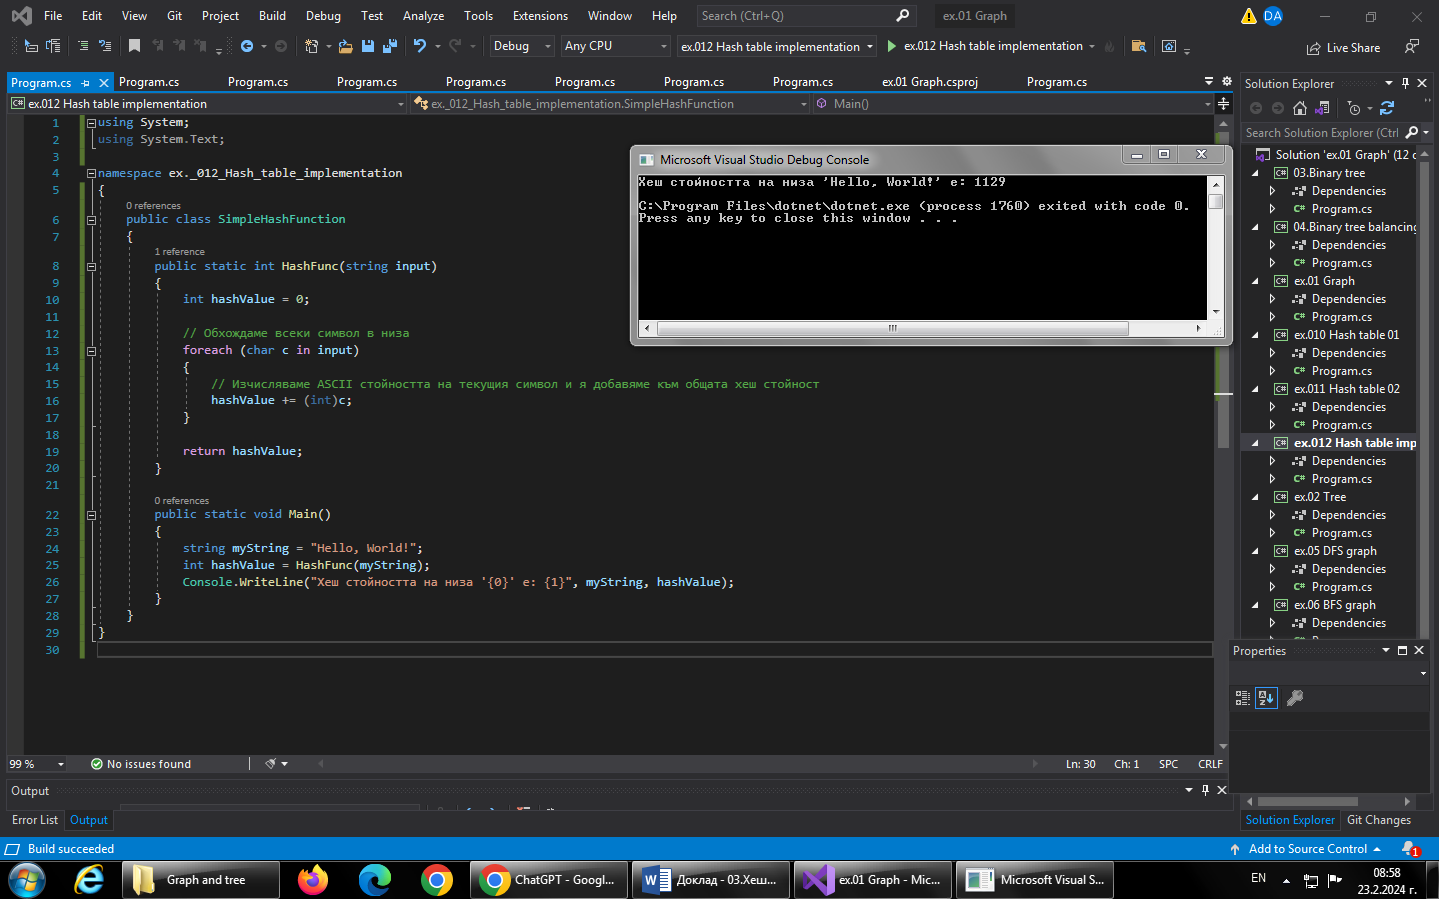 File Edit View Git Project Build Debug Test Analyze Tools Extensions Window Help Search (Ctrl+Q) ex.01 Graph DA
Debug Any CPU ex.012 Hash table implementation ex.012 Hash table implementation Live Share
Program.cs Program.cs Program.cs Program.cs Program.cs Program.cs Program.cs Program.cs ex.01 Graph.csproj Program.cs
ex.012 Hash table implementation ex._012_Hash_table_implementation.SimpleHashFunction Main()
1 using System;
2 using System.Text;
3
4 namespace ex._012_Hash_table_implementation
5 {
0 references
6 public class SimpleHashFunction
7 {
1 reference
8 public static int HashFunc(string input)
9 {
10 int hashValue = 0;
11
12 // Обхождаме всеки символ в низа
13 foreach (char c in input)
14 {
15 // Изчисляваме ASCII стойността на текущия символ и я добавяме към общата хеш стойност
16 hashValue += (int)c;
17 }
18
19 return hashValue;
20 }
21
0 references
22 public static void Main()
23 {
24 string myString = "Hello, World!";
25 int hashValue = HashFunc(myString);
26 Console.WriteLine("Хеш стойността на низа '{0}' е: {1}", myString, hashValue);
27 }
28 }
29 }
30
Microsoft Visual Studio Debug Console
Хеш стойността на низа 'Hello, World!' е: 1129
C:\Program Files\dotnet\dotnet.exe (process 1760) exited with code 0.
Press any key to close this window . . .
Solution Explorer
Search Solution Explorer (Ctrl
Solution 'ex.01 Graph' (12 c
03.Binary tree
Dependencies
C# Program.cs
04.Binary tree balancing
Dependencies
C# Program.cs
ex.01 Graph
Dependencies
C# Program.cs
ex.010 Hash table 01
Dependencies
C# Program.cs
ex.011 Hash table 02
Dependencies
C# Program.cs
ex.012 Hash table imp
Dependencies
C# Program.cs
ex.02 Tree
Dependencies
C# Program.cs
ex.05 DFS graph
Dependencies
C# Program.cs
ex.06 BFS graph
Dependencies
Properties
99 % No issues found Ln: 30 Ch: 1 SPC CRLF
Output
Error List Output
Solution Explorer Git Changes
Build succeeded Add to Source Control 1
Graph and tree ChatGPT - Googl... Доклад - 03.Хеш... ex.01 Graph - Mic... Microsoft Visual S...
EN 08:58
23.2.2024 г.